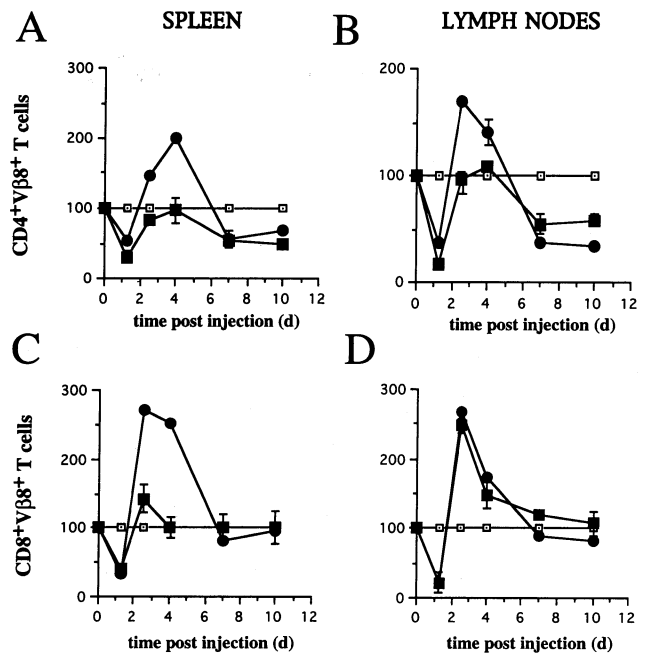 A SPLEEN
B LYMPH NODES
CD4+Vβ8+ T cells
300
200
100
0
0 2 4 6 8 10 12
time post injection (d)
200
100
0
0 2 4 6 8 10 12
time post injection (d)
C
D
CD8+Vβ8+ T cells
300
200
100
0
0 2 4 6 8 10 12
time post injection (d)
300
200
100
0
0 2 4 6 8 10 12
time post injection (d)